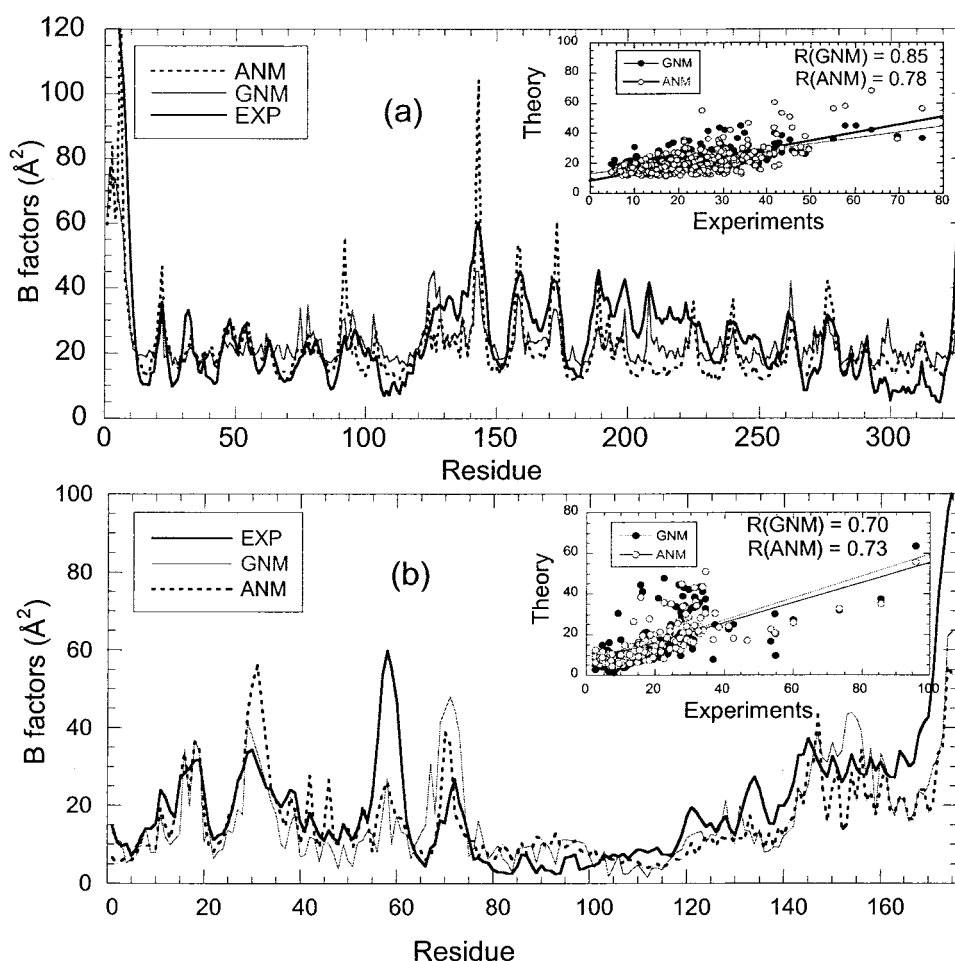 120
100
80
60
40
20
0
B factors (Å²)
ANM
GNM
EXP
(a)
100
80
60
40
20
0
Theory
GNM
ANM
R(GNM) = 0.85
R(ANM) = 0.78
0 10 20 30 40 50 60 70 80
Experiments
0 50 100 150 200 250 300
Residue
100
80
60
40
20
0
B factors (Å²)
EXP
GNM
ANM
(b)
80
60
40
20
0
Theory
GNM
ANM
R(GNM) = 0.70
R(ANM) = 0.73
0 20 40 60 80 100
Experiments
0 20 40 60 80 100 120 140 160
Residue